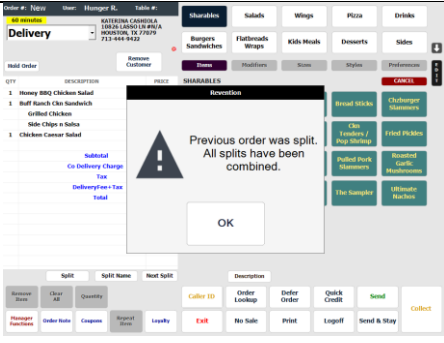 Order #: New User: Hunger R. Table #:
60 minutes
Delivery
KATERINA CASHDOLA
10826 LASSO LN #N/A
HOUSTON, TX 77079
713-444-9422
Hold Order
Remove Customer
QTY DESCRIPTION PRICE
1 Honey BBQ Chicken Salad
1 Buff Ranch Ckn Sandwich
Grilled Chicken
Side Chips n Salsa
1 Chicken Caesar Salad
Subtotal
Co Delivery Charge
Tax
DeliveryFee+Tax
Total
Split Split Name Next Split
Remove Item
Clear All
Quantity
Manager Functions
Order Note
Coupons
Repeat Item
Loyalty
Sharables Salads Wings Pizza Drinks
Burgers Sandwiches
Flatbreads Wraps
Kids Meals
Desserts
Sides
Items Modifiers Sizes Styles Preferences
EDIT
SHARABLES CANCEL
Revention
Previous order was split.
All splits have been
combined.
OK
Bread Sticks
Chzburger Slammers
Ckn Tenders / Pop Shrimp
Fried Pickles
Pulled Pork Slammers
Roasted Garlic Mushrooms
The Sampler
Ultimate Nachos
Description
Caller ID
Order Lookup
Defer Order
Quick Credit
Send
Collect
Exit No Sale Print Logoff Send & Stay